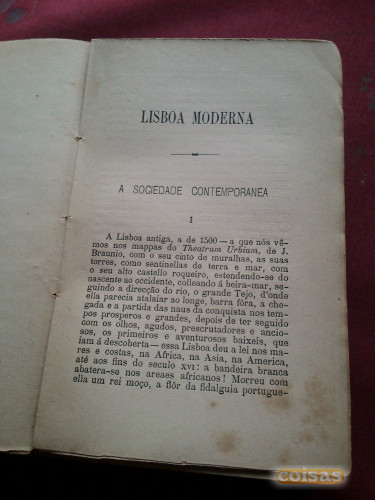 LISBOA MODERNA
A SOCIEDADE CONTEMPORANEA
I
A Lisboa antiga, a de 1500—a que nós vê-
mos nos mappas do Theatrum Urbium, de J.
Braunio, com o seu cinto de muralhas, as suas
torres, como sentinellas de terra e mar, com
o seu alto castello roqueiro, estendendo-se do
nascente ao occidente, colleando á beira-mar, se-
guindo a direcção do rio, o grande Tejo, d'onde
ella parecia atalaiar ao longe, barra fóra, a che-
gada e a partida das naus da conquista nos tem-
pos prosperos e grandes, depois de ter seguido
com os olhos, agudos, prescrutadores e ancio-
sos, os primeiros e aventurosos baixeis, que
iam á descoberta—essa Lisboa deu a lei nos ma-
res e costas, na Africa, na Asia, na America,
até aos fins do seculo XVI: a bandeira branca
abatera-se nos areaes africanos! Morreu com
ella um rei moço, a flôr da fidalguia portugue-
coisas